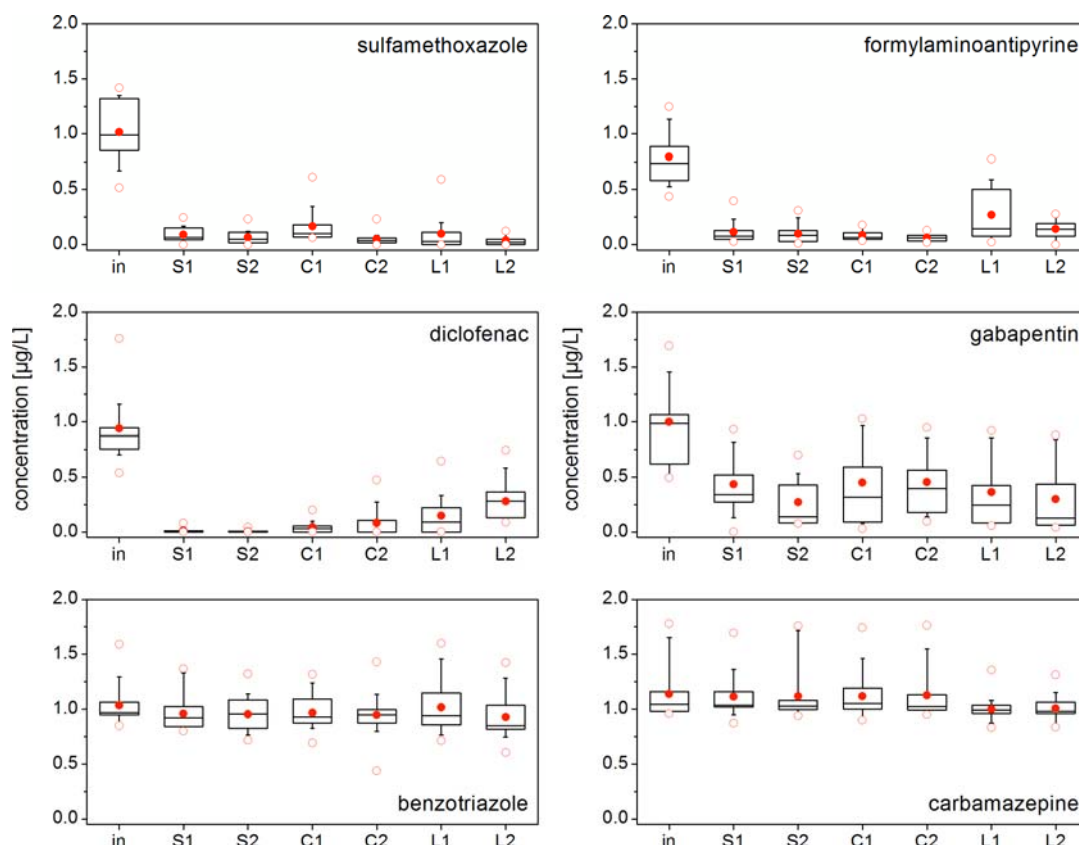 2.0
sulfamethoxazole
1.5
1.0
0.5
0.0
in S1 S2 C1 C2 L1 L2
2.0
formylaminoantipyrine
1.5
1.0
0.5
0.0
in S1 S2 C1 C2 L1 L2
concentration [µg/L]
2.0
diclofenac
1.5
1.0
0.5
0.0
in S1 S2 C1 C2 L1 L2
concentration [µg/L]
2.0
gabapentin
1.5
1.0
0.5
0.0
in S1 S2 C1 C2 L1 L2
2.0
1.5
1.0
0.5
0.0
benzotriazole
in S1 S2 C1 C2 L1 L2
2.0
1.5
1.0
0.5
0.0
carbamazepine
in S1 S2 C1 C2 L1 L2